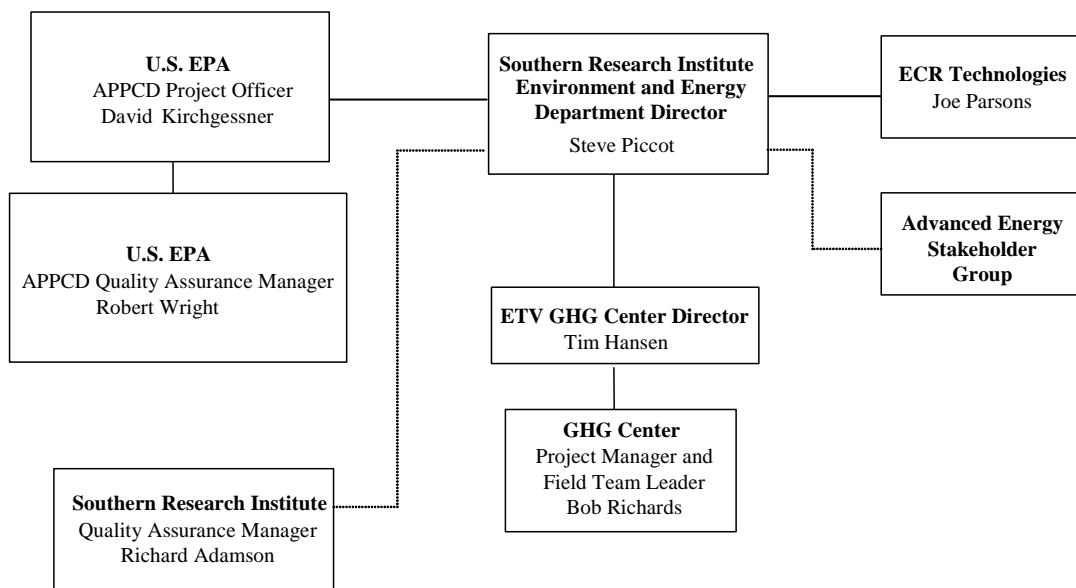 U.S. EPA
APPCD Project Officer
David Kirchgessner
Southern Research Institute
Environment and Energy
Department Director
Steve Piccot
ECR Technologies
Joe Parsons
U.S. EPA
APPCD Quality Assurance Manager
Robert Wright
Advanced Energy
Stakeholder
Group
ETV GHG Center Director
Tim Hansen
GHG Center
Project Manager and
Field Team Leader
Bob Richards
Southern Research Institute
Quality Assurance Manager
Richard Adamson